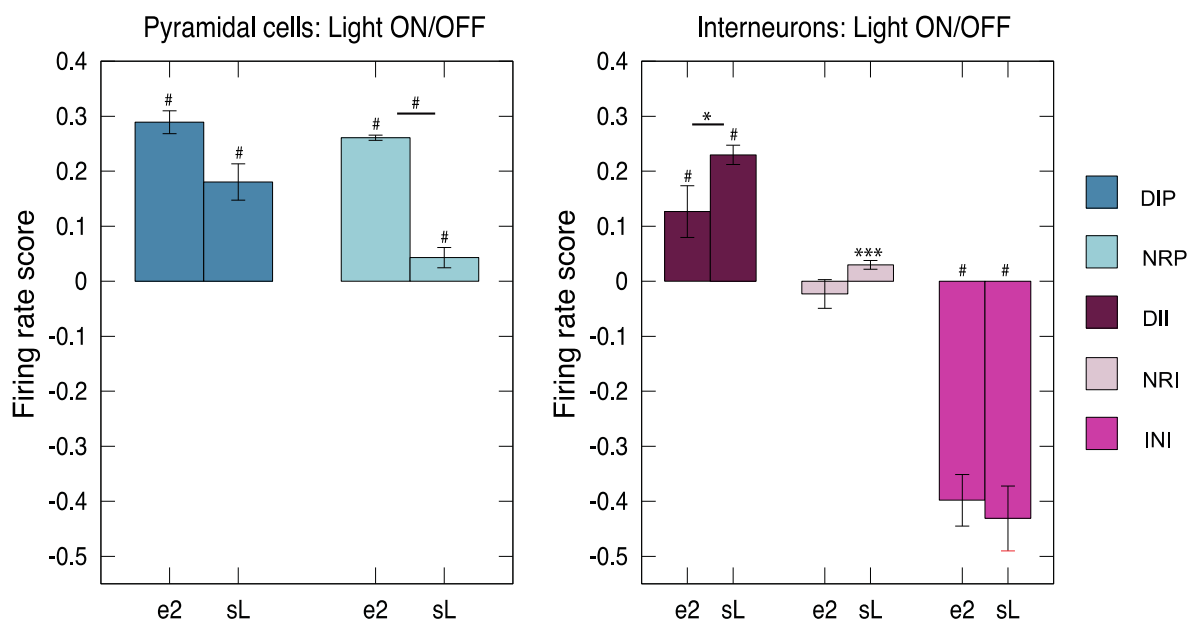 Pyramidal cells: Light ON/OFF
Firing rate score
0.4
0.3
0.2
0.1
0
-0.1
-0.2
-0.3
-0.4
-0.5
#
#
#
#
#
e2 sL e2 sL
Interneurons: Light ON/OFF
Firing rate score
0.4
0.3
0.2
0.1
0
-0.1
-0.2
-0.3
-0.4
-0.5
*
#
#
***
# #
e2 sL e2 sL e2 sL
DIP
NRP
DII
NRI
INI